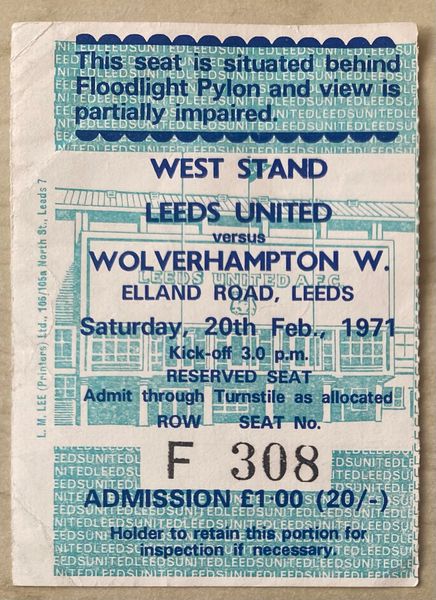 This seat is situated behind
Floodlight Pylon and view is
partially impaired.
WEST STAND
LEEDS UNITED
versus
WOLVERHAMPTON W.
LEEDS UNITED A.F.C.
ELLAND ROAD, LEEDS
Saturday, 20th Feb., 1971
Kick-off 3.0 p.m.
RESERVED SEAT
Admit through Turnstile as allocated
ROW SEAT No.
F 308
ADMISSION £1·00 (20/-)
Holder to retain this portion for
inspection if necessary.
L. M. LEE (Printers) Ltd., 106/108a North St., Leeds 7